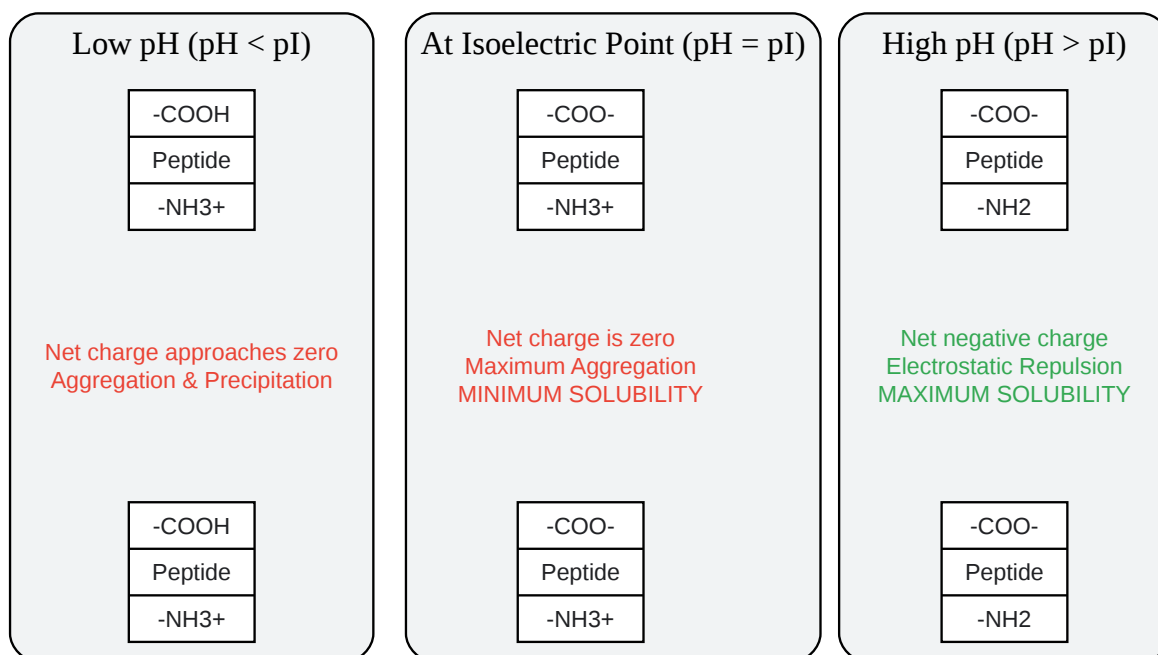 Low pH (pH < pI)
-COOH
Peptide
-NH3+
Net charge approaches zero
Aggregation & Precipitation
-COOH
Peptide
-NH3+
At Isoelectric Point (pH = pI)
-COO-
Peptide
-NH3+
Net charge is zero
Maximum Aggregation
MINIMUM SOLUBILITY
-COO-
Peptide
-NH3+
High pH (pH > pI)
-COO-
Peptide
-NH2
Net negative charge
Electrostatic Repulsion
MAXIMUM SOLUBILITY
-COO-
Peptide
-NH2